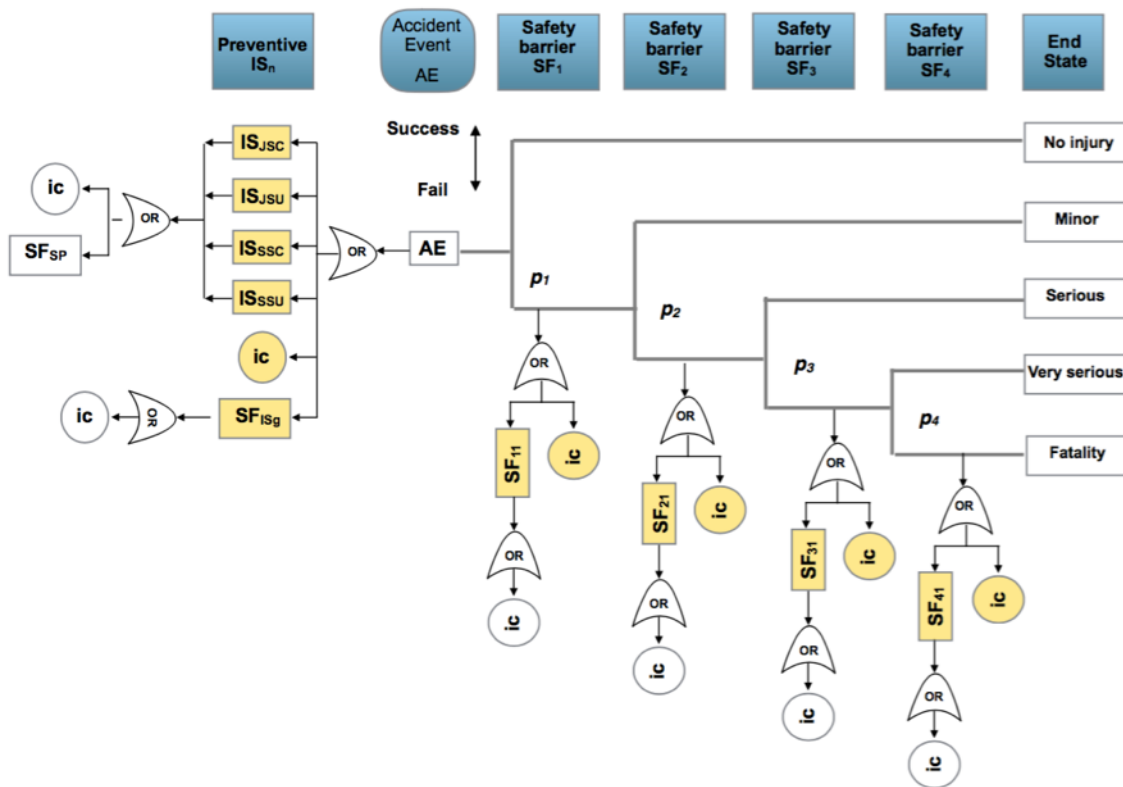 Preventive
ISn
Accident
Event
AE
Safety
barrier
SF1
Safety
barrier
SF2
Safety
barrier
SF3
Safety
barrier
SF4
End
State
Success
Fail
No injury
Minor
Serious
Very serious
Fatality
ISJSC
ISJSU
ISSSC
ISSSU
ic
SFSP
OR
OR
AE
ic
SFISg
OR
ic
p1
p2
p3
p4
OR
SF11
ic
OR
ic
OR
SF21
ic
OR
ic
OR
SF31
ic
OR
ic
OR
SF41
ic
OR
ic